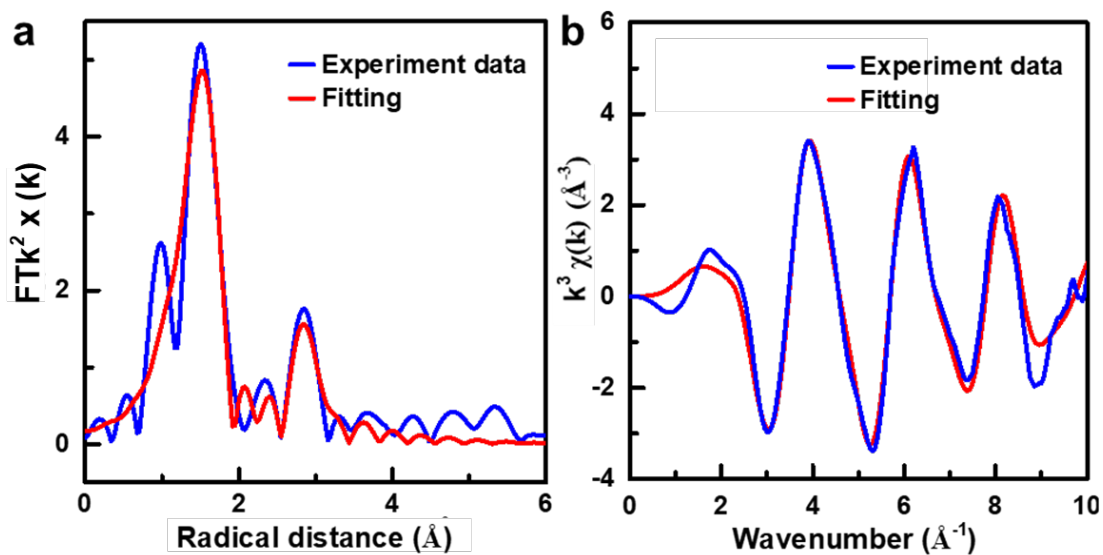 a
Experiment data
Fitting
FTk² x (k)
4
2
0
0 2 4 6
Radical distance (Å)
b
Experiment data
Fitting
k³ χ(k) (Å⁻³)
6
4
2
0
-2
-4
0 2 4 6 8 10
Wavenumber (Å⁻¹)